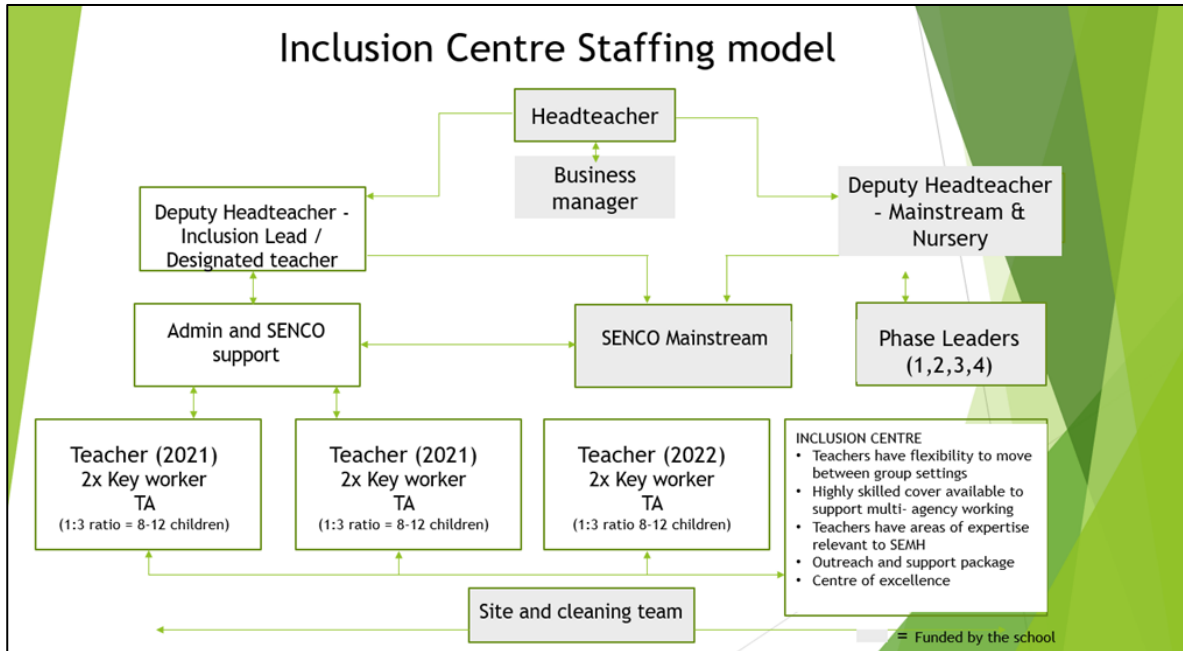 Inclusion Centre Staffing model
Headteacher
Business
manager
Deputy Headteacher -
Inclusion Lead /
Designated teacher
Deputy Headteacher
– Mainstream &
Nursery
Admin and SENCO
support
SENCO Mainstream
Phase Leaders
(1,2,3,4)
Teacher (2021)
2x Key worker
TA
(1:3 ratio = 8-12 children)
Teacher (2021)
2x Key worker
TA
(1:3 ratio = 8-12 children)
Teacher (2022)
2x Key worker
TA
(1:3 ratio 8-12 children)
INCLUSION CENTRE
• Teachers have flexibility to move
between group settings
• Highly skilled cover available to
support multi- agency working
• Teachers have areas of expertise
relevant to SEMH
• Outreach and support package
• Centre of excellence
Site and cleaning team
= Funded by the school